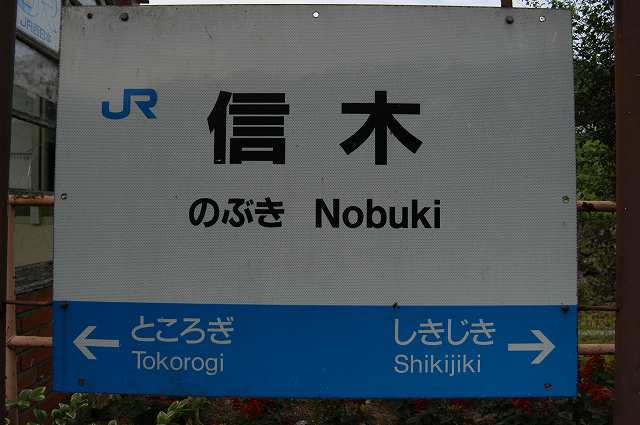 JR 信木
のぶき Nobuki
← ところぎ しきじき →
Tokorogi Shikijiki